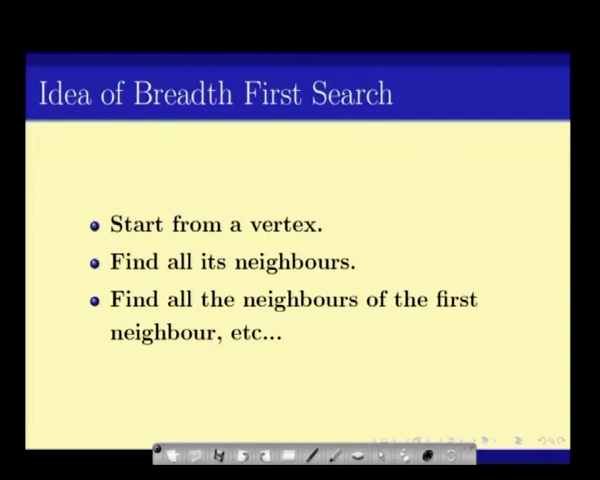 Idea of Breadth First Search
Start from a vertex.
Find all its neighbours.
Find all the neighbours of the first
neighbour, etc...